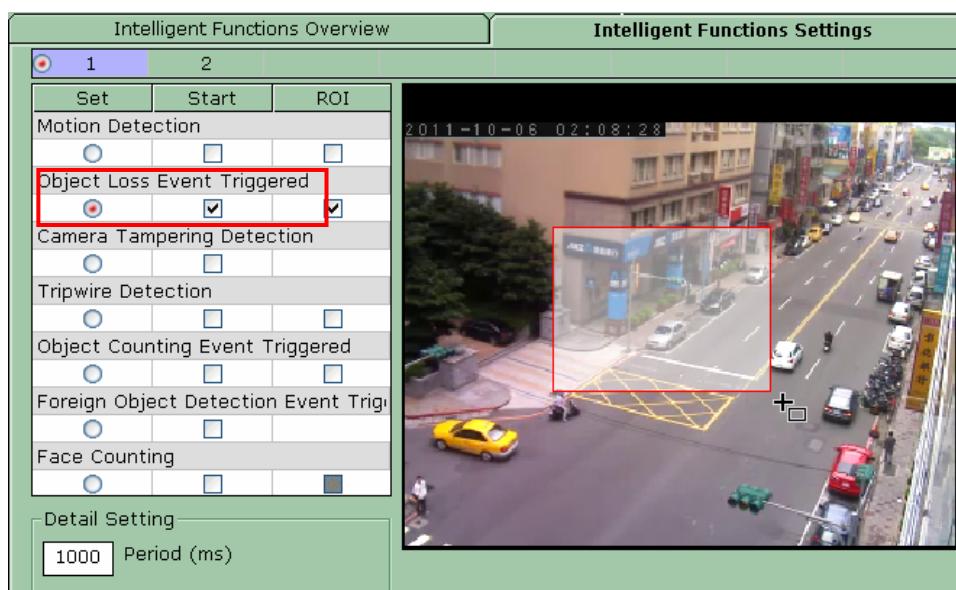 Intelligent Functions Overview
Intelligent Functions Settings
1 2
Set Start ROI
Motion Detection
2011-10-06 02:08:28
Object Loss Event Triggered
Camera Tampering Detection
Tripwire Detection
Object Counting Event Triggered
Foreign Object Detection Event Trig
Face Counting
Detail Setting
1000 Period (ms)